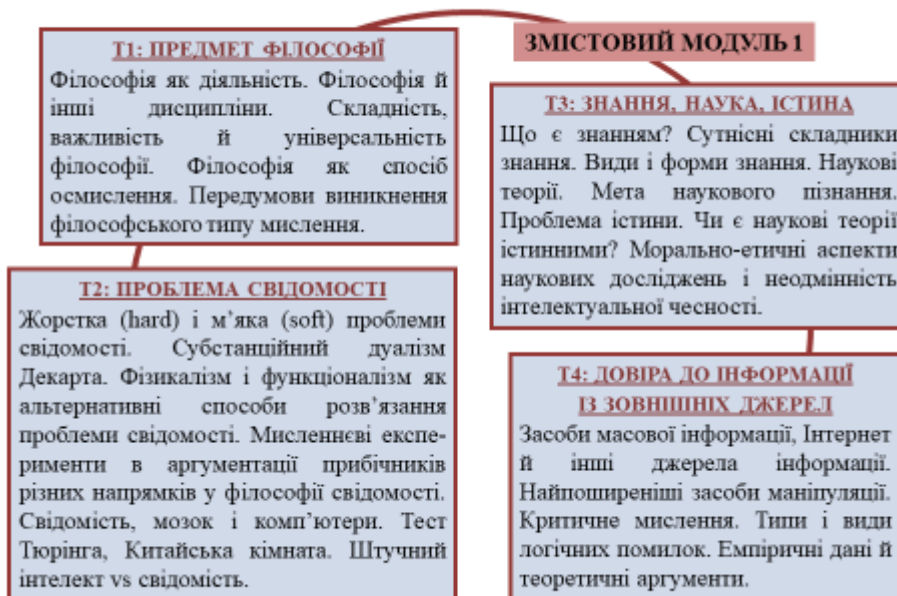 ЗМІСТОВИЙ МОДУЛЬ 1
Т1: ПРЕДМЕТ ФІЛОСОФІЇ
Філософія як діяльність. Філософія й
інші дисципліни. Складність,
важливість й універсальність
філософії. Філософія як спосіб
осмислення. Передумови виникнення
філософського типу мислення.
Т2: ПРОБЛЕМА СВІДОМОСТІ
Жорстка (hard) і м’яка (soft) проблеми
свідомості. Субстанційний дуалізм
Декарта. Фізикалізм і функціоналізм як
альтернативні способи розв’язання
проблеми свідомості. Мисленнєві експе-
рименти в аргументації прибічників
різних напрямків у філософії свідомості.
Свідомість, мозок і комп’ютери. Тест
Тюрінга, Китайська кімната. Штучний
інтелект vs свідомість.
Т3: ЗНАННЯ, НАУКА, ІСТИНА
Що є знанням? Сутнісні складники
знання. Види і форми знання. Наукові
теорії. Мета наукового пізнання.
Проблема істини. Чи є наукові теорії
істинними? Морально-етичні аспекти
наукових досліджень і неодмінність
інтелектуальної чесності.
Т4: ДОВІРА ДО ІНФОРМАЦІЇ
ІЗ ЗОВНІШНІХ ДЖЕРЕЛ
Засоби масової інформації, Інтернет
й інші джерела інформації.
Найпоширеніші засоби маніпуляції.
Критичне мислення. Типи і види
логічних помилок. Емпіричні дані й
теоретичні аргументи.